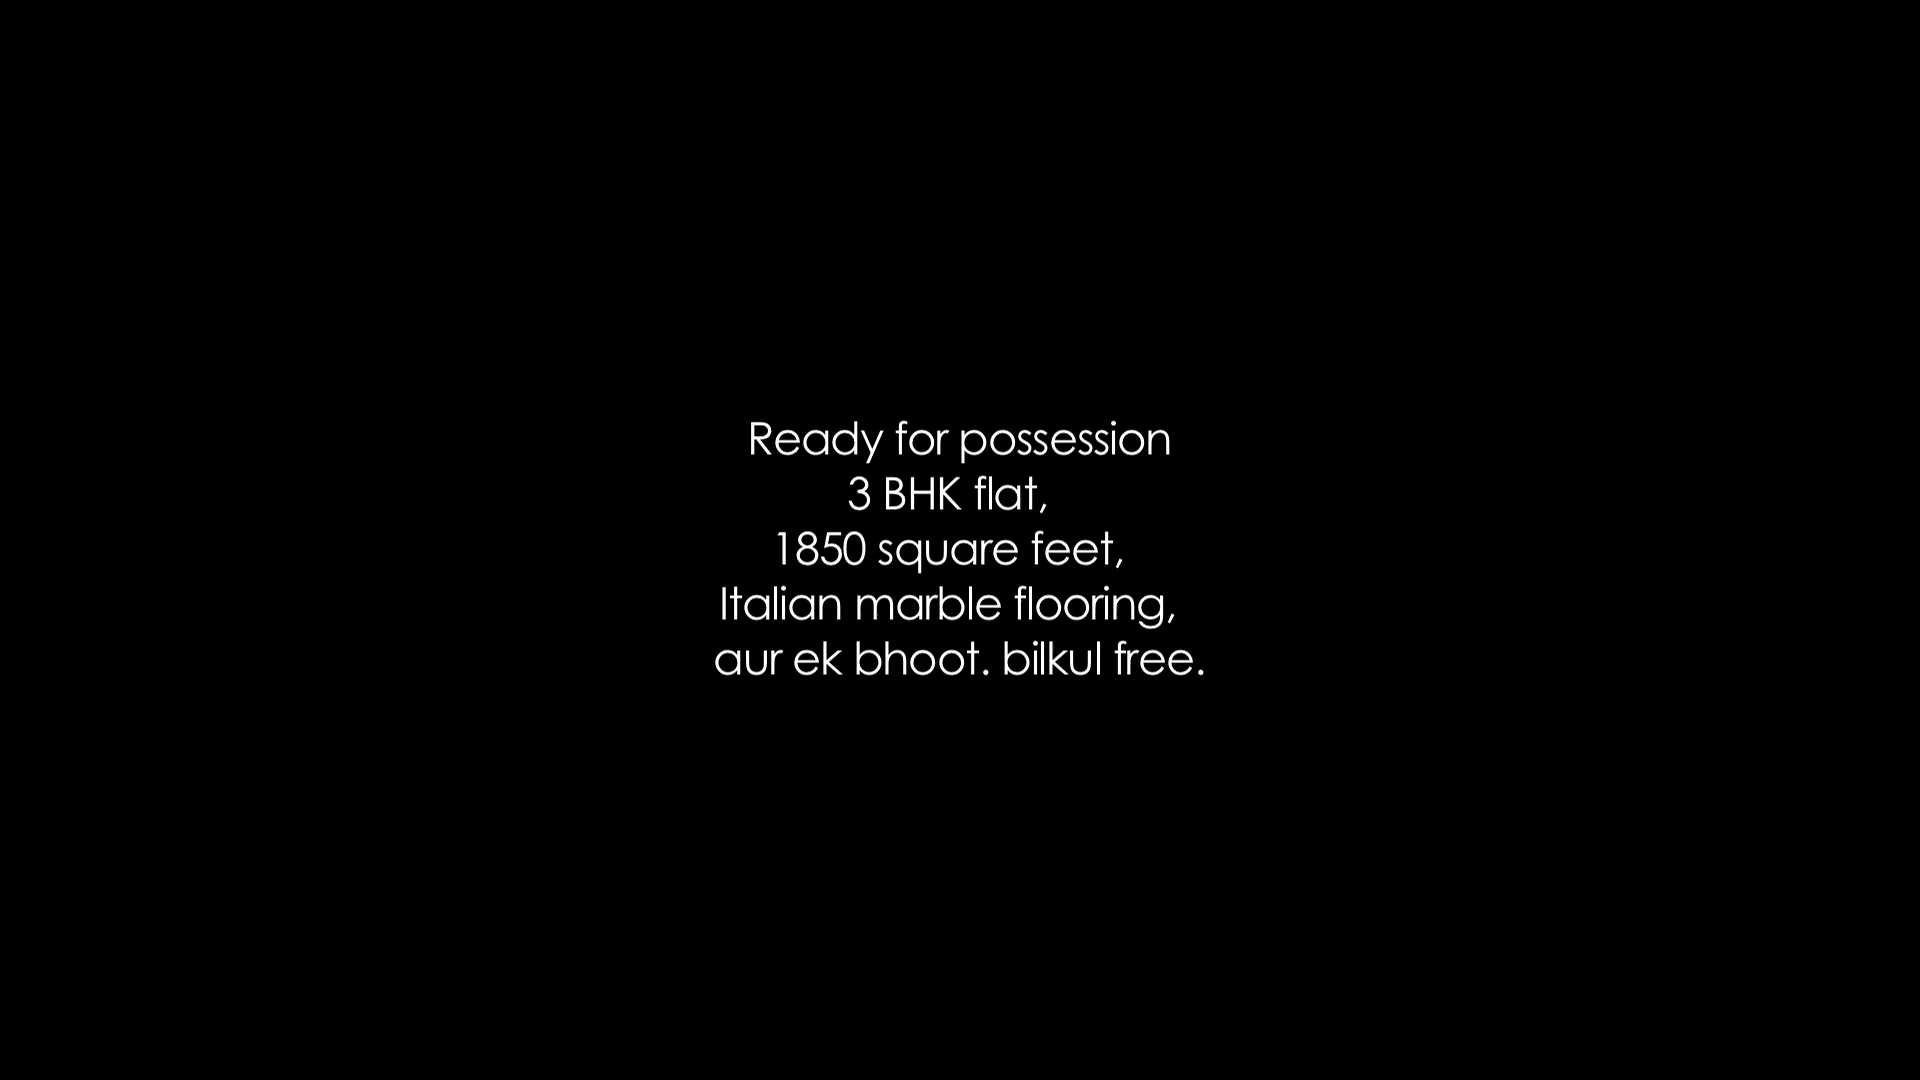 Ready for possession
3 BHK flat,
1850 square feet,
Italian marble flooring,
aur ek bhoot. bilkul free.